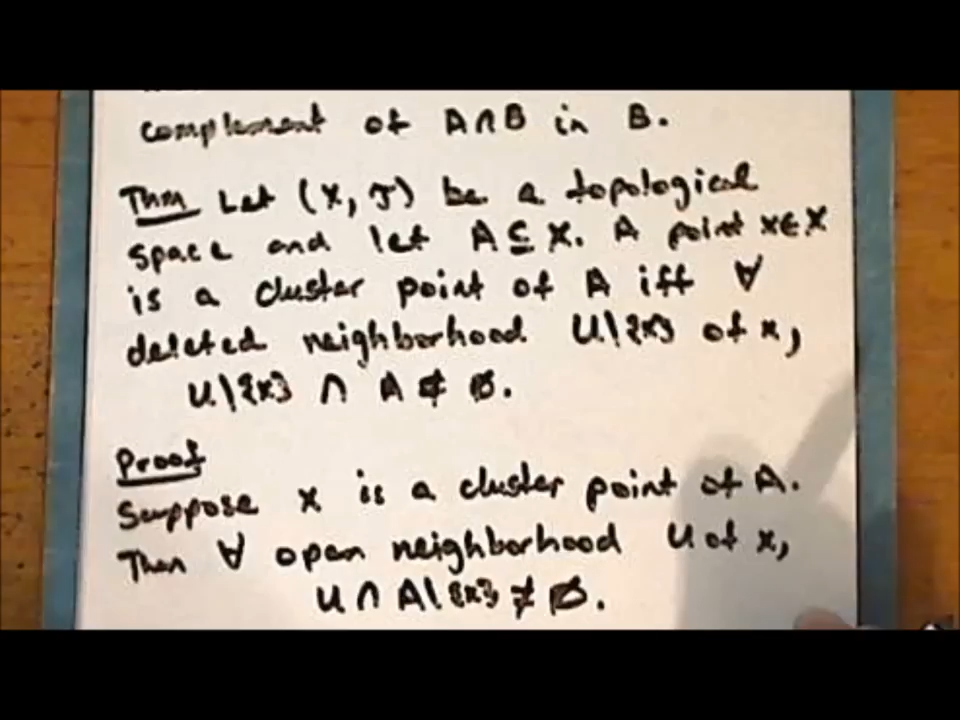 complement of A∩B in B.
Thm Let (X, 𝒯) be a topological
space and let A ⊆ X. A point x∈X
is a cluster point of A iff ∀
deleted neighborhood U\{x} of x,
U\{x} ∩ A ≠ ∅.
Proof
Suppose x is a cluster point of A.
Then ∀ open neighborhood U of x,
U ∩ A\{x} ≠ ∅.